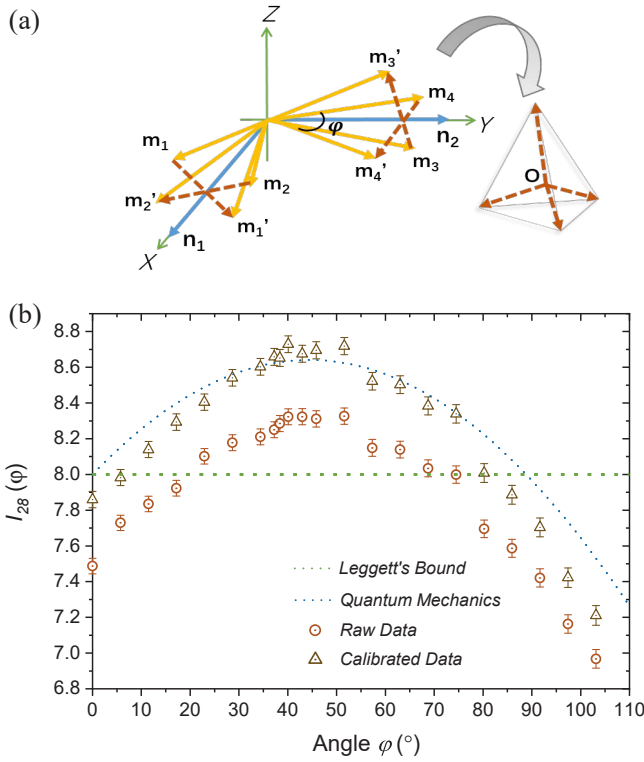 (a)
Z
m₃'
m₄
φ
Y
n₂
m₁
m₃
m₂
m₄'
m₂'
m₁'
n₁
X
O
(b)
8.8
8.6
8.4
8.2
8.0
7.8
7.6
7.4
7.2
7.0
6.8
I₂₈(φ)
Leggett's Bound
Quantum Mechanics
Raw Data
Calibrated Data
0 10 20 30 40 50 60 70 80 90 100 110
Angle φ (°)